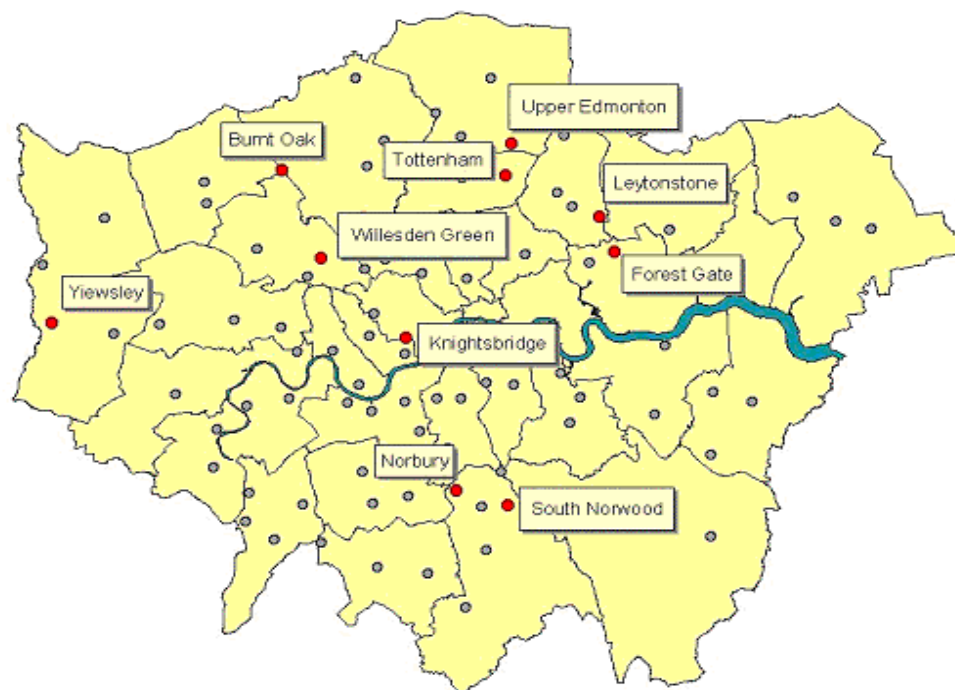 Upper Edmonton
Burnt Oak
Tottenham
Leytonstone
Willesden Green
Forest Gate
Yiewsley
Knightsbridge
Norbury
South Norwood